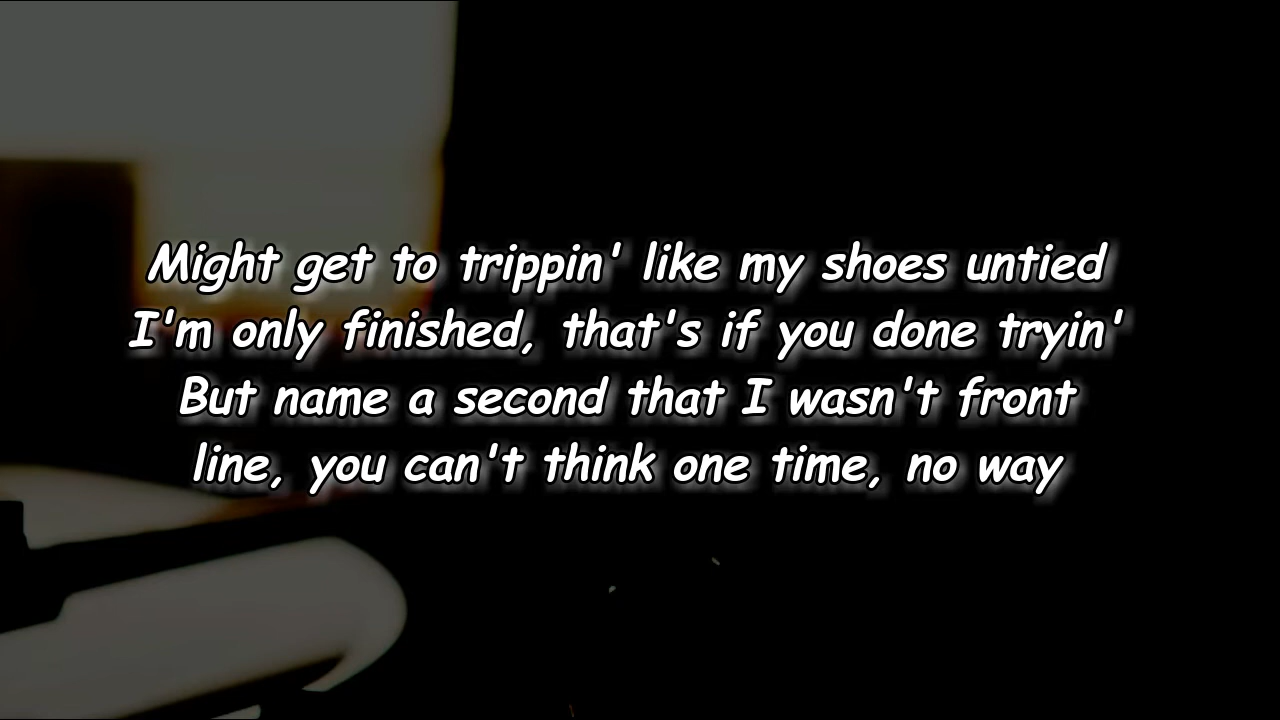 Might get to trippin' like my shoes untied
I'm only finished, that's if you done tryin'
But name a second that I wasn't front
line, you can't think one time, no way